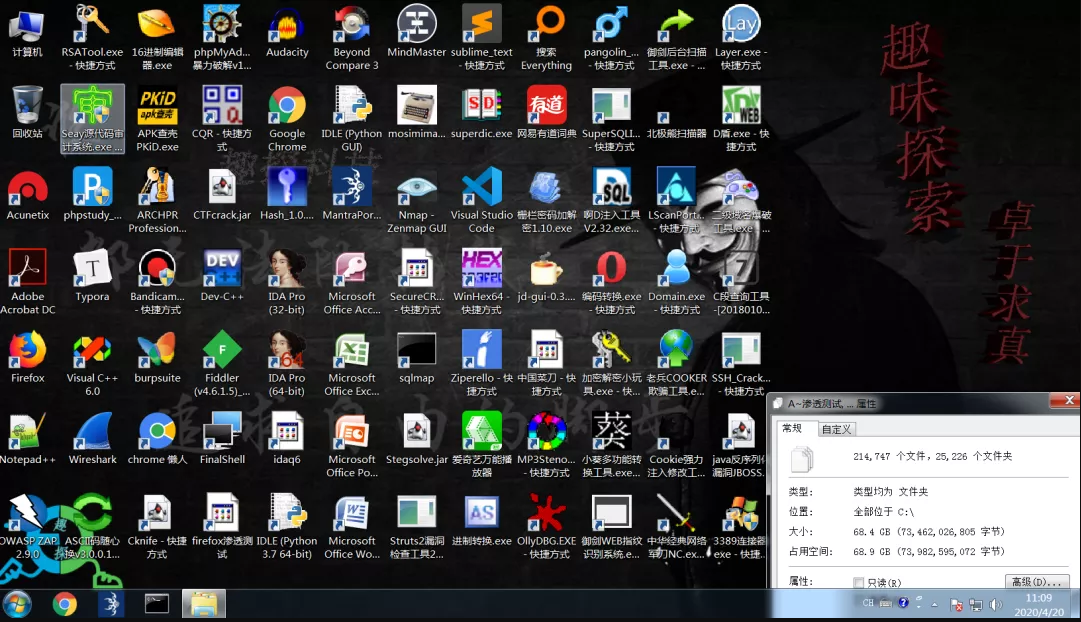 计算机
RSATool.exe
- 快捷方式
16进制编辑
器.exe
phpMyAd...
暴力破解v1...
Audacity
Beyond
Compare 3
MindMaster
sublime_text
- 快捷方式
搜索
Everything
pangolin_...
- 快捷方式
御剑后台扫描
工具.exe - ...
Lay
Layer.exe -
快捷方式
回收站
Seay源代码审
计系统.exe ...
PKiD
apk查壳
APK查壳
PKiD.exe
CQR - 快捷方
式
Google
Chrome
IDLE (Python
GUI)
mosimima...
superdic.exe
有道
网易有道词典
SuperSQLI...
- 快捷方式
北极熊扫描器
WEB
D盾.exe - 快
捷方式
Acunetix
phpstudy_...
ARCHPR
Profession...
CTFcrack.jar
Hash_1.0....
MantraPor...
Nmap -
Zenmap GUI
Visual Studio
Code
栅栏密码加解
密1.10.exe
SQL
啊D注入工具
V2.32.exe...
LScanPort...
- 快捷方式
二级域名爆破
工具.exe...
Adobe
Acrobat DC
Typora
Bandicam...
- 快捷方式
DEV
Dev-C++
IDA Pro
(32-bit)
Microsoft
Office Acc...
SecureCR...
- 快捷方式
HEX
WinHex64 -
快捷方式
jd-gui-0.3....
编码转换.exe
- 快捷方式
Domain.exe
- 快捷方式
C段查询工具
-[2018010...
Firefox
Visual C++
6.0
burpsuite
Fiddler
(v4.6.1.5)_...
64
IDA Pro
(64-bit)
Microsoft
Office Exc...
sqlmap
Ziperello - 快
捷方式
中国菜刀 - 快
捷方式
加密解密小玩
具.exe - 快...
老兵COOKER
欺骗工具.e...
SSH_Crack...
- 快捷方式
Notepad++
Wireshark
chrome 懒人
FinalShell
idaq6
Microsoft
Office Po...
Stegsolve.jar
爱奇艺万能播
放器
MP3Steno...
- 快捷方式
葵
小葵多功能转
换工具.exe...
Cookie强力
注入修改工...
java反序列化
漏洞JBOSS...
OWASP ZAP
2.9.0
ASCII码随心
换v3.0.0.1...
Cknife - 快捷
方式
firefox渗透测
试
IDLE (Python
3.7 64-bit)
Microsoft
Office Wo...
Struts2漏洞
检查工具2...
AS
进制转换.exe
OllyDBG.EXE
- 快捷方式
御剑WEB指纹
识别系统.e...
中华经典网络
军刀NC.ex...
3389连接器
exe - 快捷...
趣味探索
卓于求真
A~渗透测试, ... 属性
常规
自定义
214,747 个文件，25,226 个文件夹
类型:
类型均为 文件夹
位置:
全部位于 C:\
大小:
68.4 GB (73,462,026,805 字节)
占用空间:
68.9 GB (73,982,595,072 字节)
属性:
只读(R)
高级(D)...
CH
11:09
2020/4/20